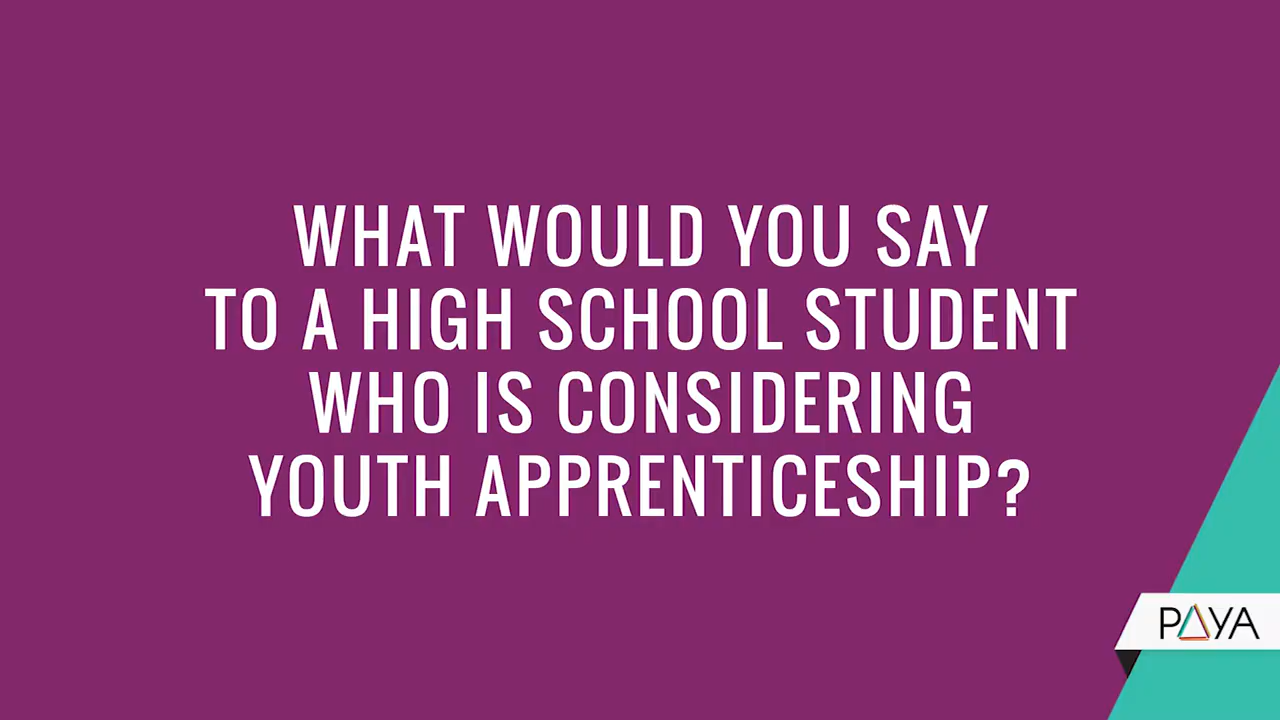 WHAT WOULD YOU SAY
TO A HIGH SCHOOL STUDENT
WHO IS CONSIDERING
YOUTH APPRENTICESHIP?
PAYA